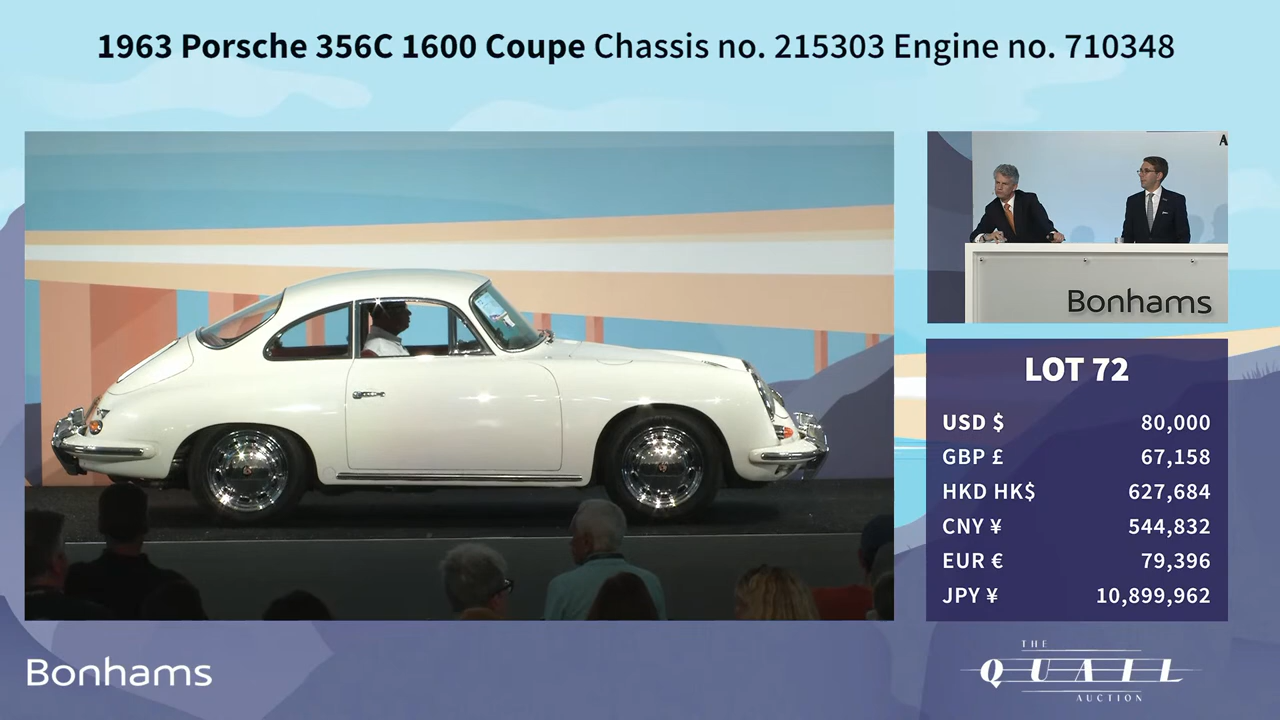 1963 Porsche 356C 1600 Coupe Chassis no. 215303 Engine no. 710348
A
Bonhams
LOT 72
USD $ 80,000
GBP £ 67,158
HKD HK$ 627,684
CNY ¥ 544,832
EUR € 79,396
JPY ¥ 10,899,962
Bonhams
THE
QUAIL
AUCTION